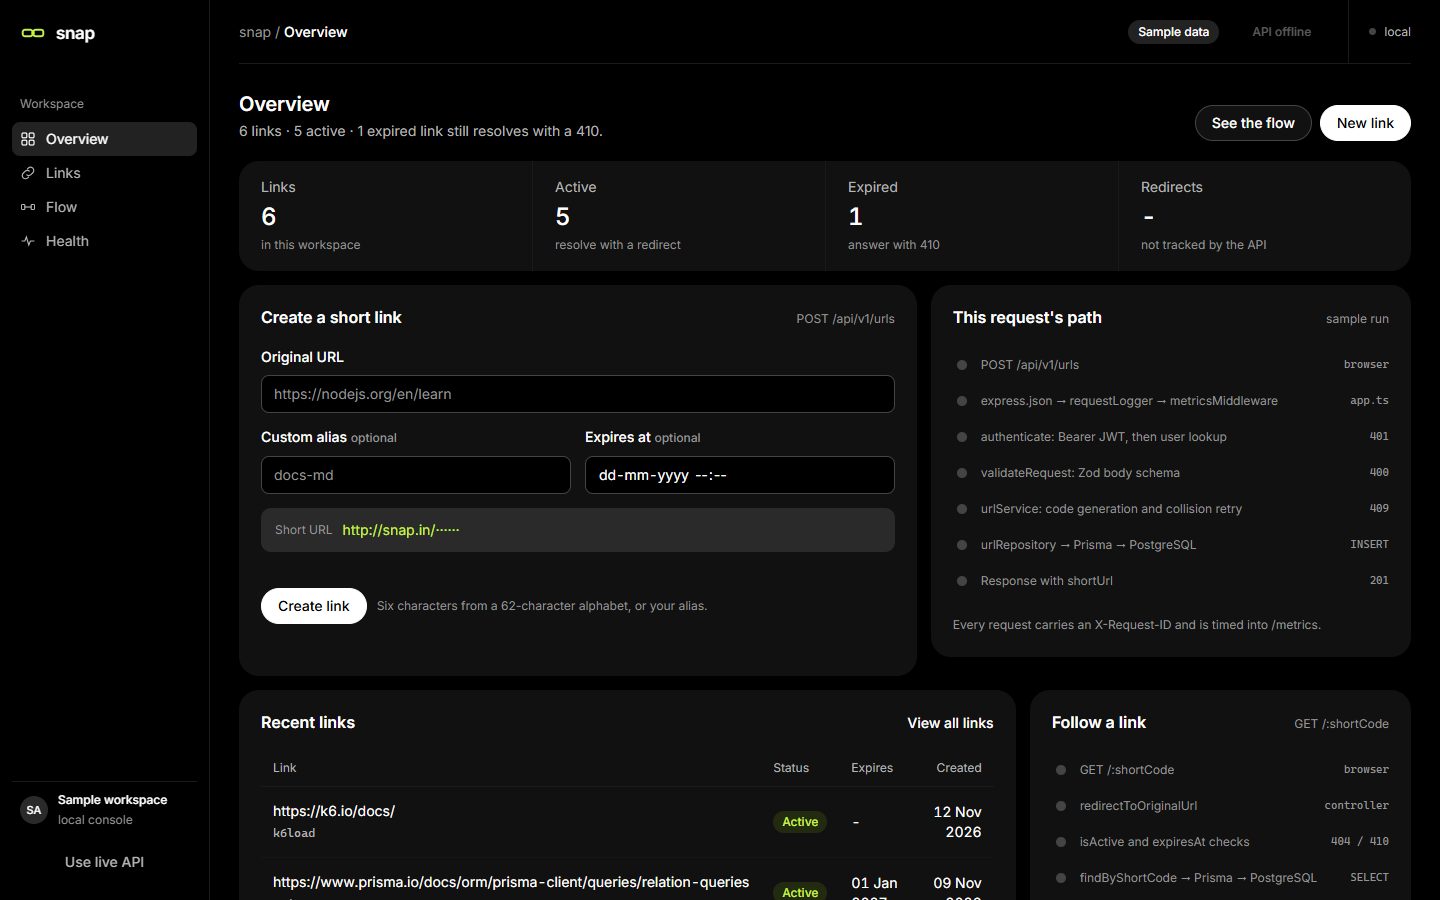 snap
snap / Overview
Sample data
API offline
local
Workspace
Overview
Links
Flow
Health
Overview
6 links · 5 active · 1 expired link still resolves with a 410.
See the flow
New link
Links
6
in this workspace
Active
5
resolve with a redirect
Expired
1
answer with 410
Redirects
-
not tracked by the API
Create a short link
POST /api/v1/urls
Original URL
https://nodejs.org/en/learn
Custom alias optional
Expires at optional
docs-md
dd-mm-yyyy --:--
Short URL http://snap.in/······
Create link
Six characters from a 62-character alphabet, or your alias.
This request's path
sample run
POST /api/v1/urls
browser
express.json → requestLogger → metricsMiddleware
app.ts
authenticate: Bearer JWT, then user lookup
401
validateRequest: Zod body schema
400
urlService: code generation and collision retry
409
urlRepository → Prisma → PostgreSQL
INSERT
Response with shortUrl
201
Every request carries an X-Request-ID and is timed into /metrics.
Recent links
View all links
Link
Status
Expires
Created
https://k6.io/docs/
k6load
Active
-
12 Nov
2026
https://www.prisma.io/docs/orm/prisma-client/queries/relation-queries
Active
01 Jan
09 Nov
Follow a link
GET /:shortCode
GET /:shortCode
browser
redirectToOriginalUrl
controller
isActive and expiresAt checks
404 / 410
findByShortCode → Prisma → PostgreSQL
SELECT
SA
Sample workspace
local console
Use live API